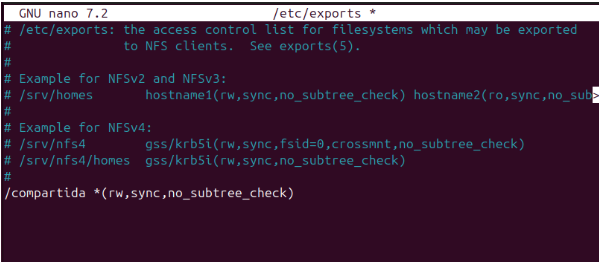 GNU nano 7.2 /etc/exports *
# /etc/exports: the access control list for filesystems which may be exported
# to NFS clients. See exports(5).
#
# Example for NFSv2 and NFSv3:
# /srv/homes hostname1(rw,sync,no_subtree_check) hostname2(ro,sync,no_sub>
#
# Example for NFSv4:
# /srv/nfs4 gss/krb5i(rw,sync,fsid=0,crossmnt,no_subtree_check)
# /srv/nfs4/homes gss/krb5i(rw,sync,no_subtree_check)
#
/compartida *(rw,sync,no_subtree_check)